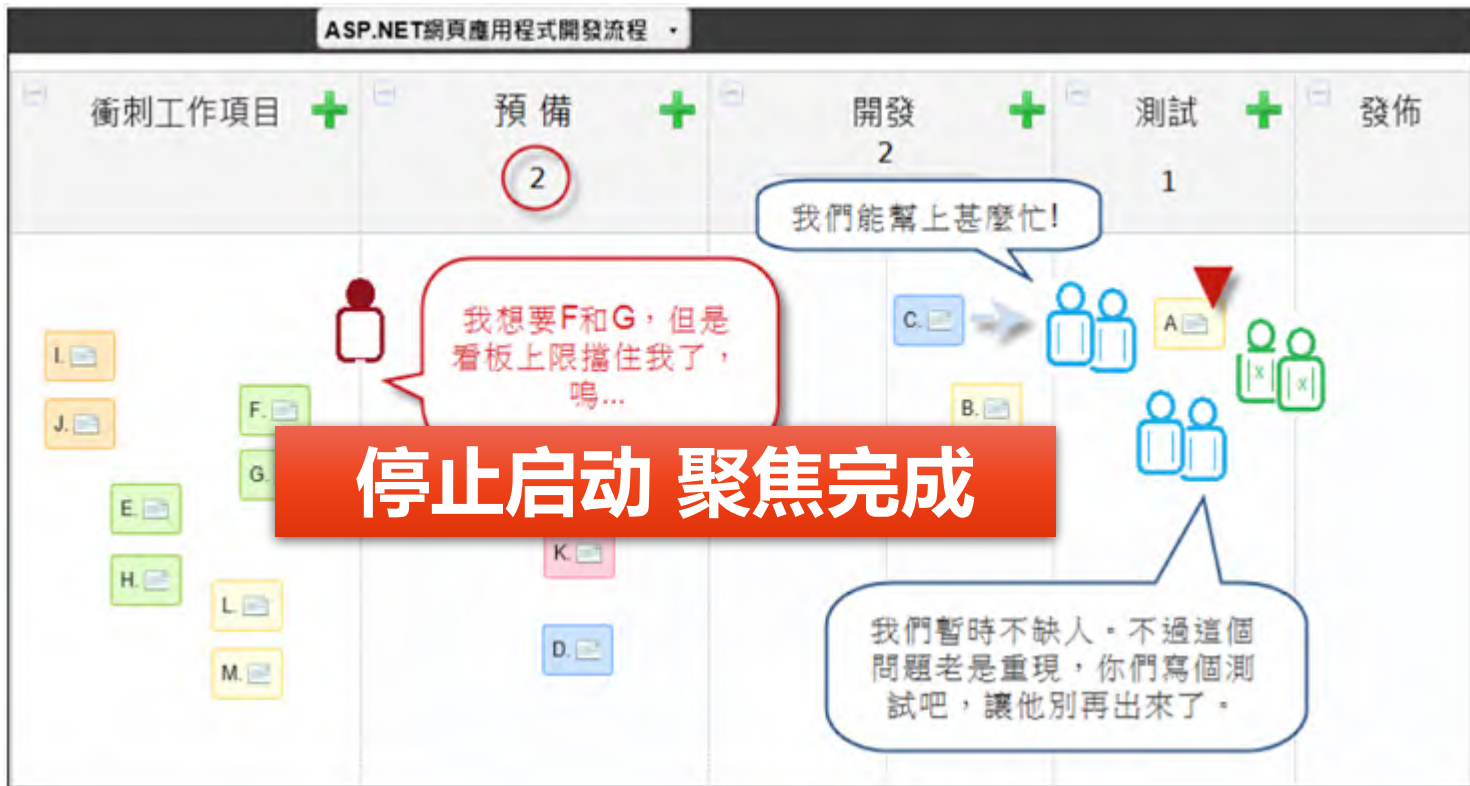 ASP.NET網頁應用程式開發流程
衝刺工作項目
預備
開發
測試
發佈
2
2
1
我們能幫上甚麼忙!
我想要F和G,但是
看板上限擋住我了,
嗚...
C.
A
I.
J.
F.
B.
G.
停止启动 聚焦完成
E.
K.
H.
L.
D.
M.
我們暫時不缺人。不過這個
問題老是重現,你們寫個測
試吧,讓他別再出來了。
x
x